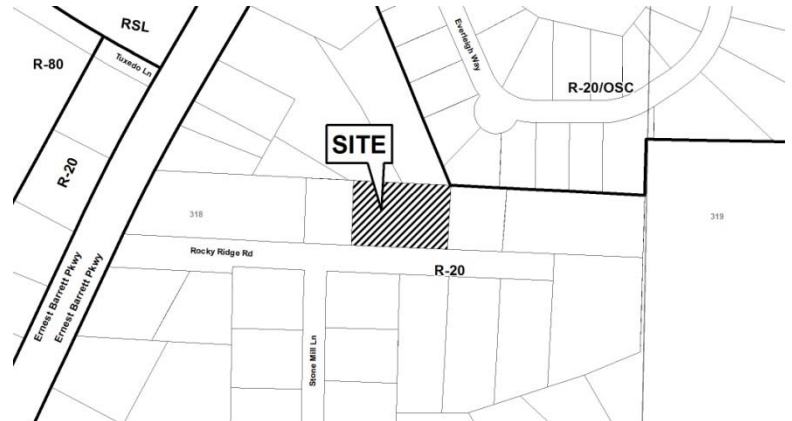 RSL
Tuxedo Ln
R-80
R-20
Everleigh Way
R-20/OSC
SITE
318
319
Rocky Ridge Rd
R-20
Ernest Barrett Pkwy
Ernest Barrett Pkwy
Stone Mill Ln